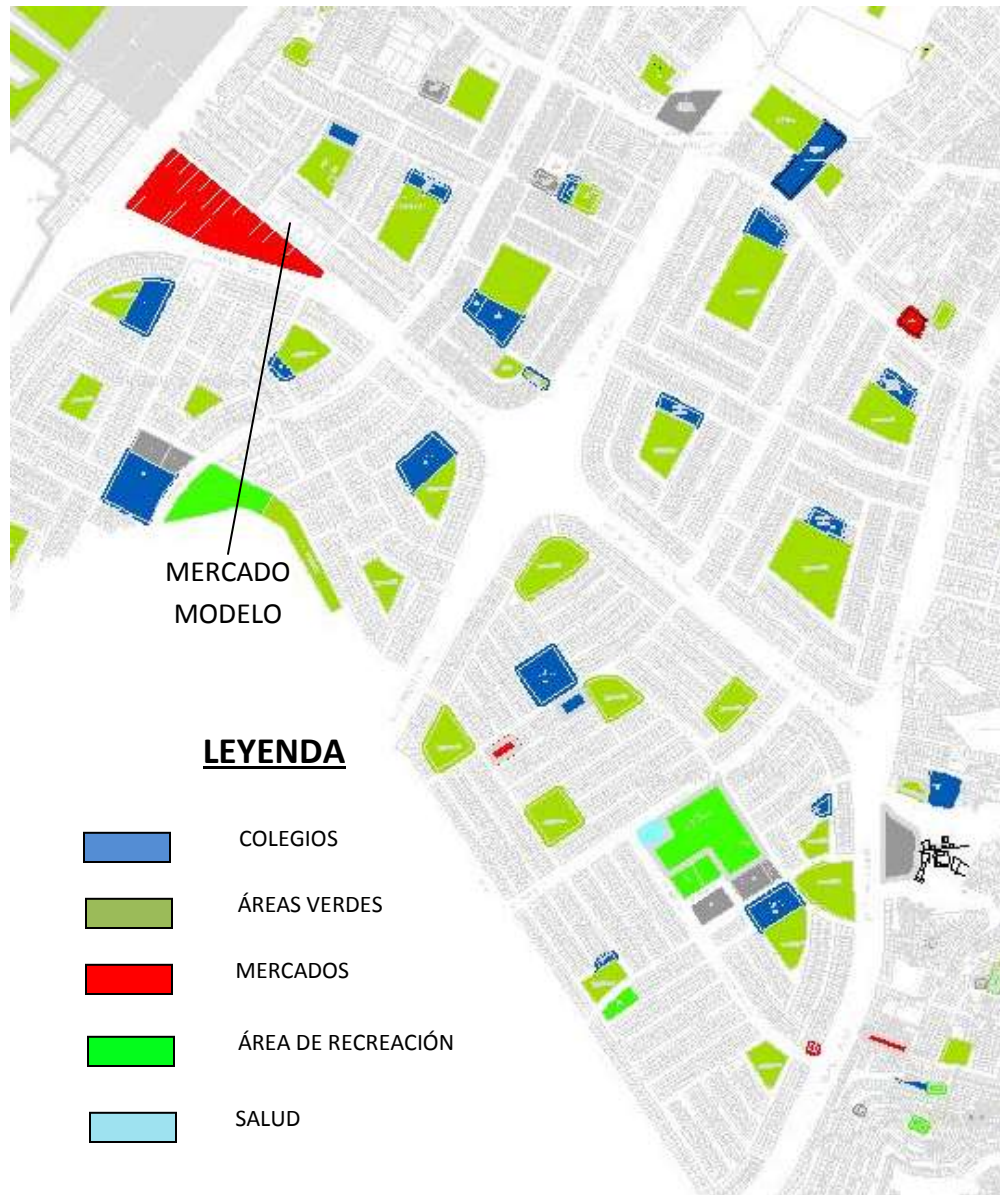 MERCADO
MODELO
LEYENDA
COLEGIOS
ÁREAS VERDES
MERCADOS
ÁREA DE RECREACIÓN
SALUD